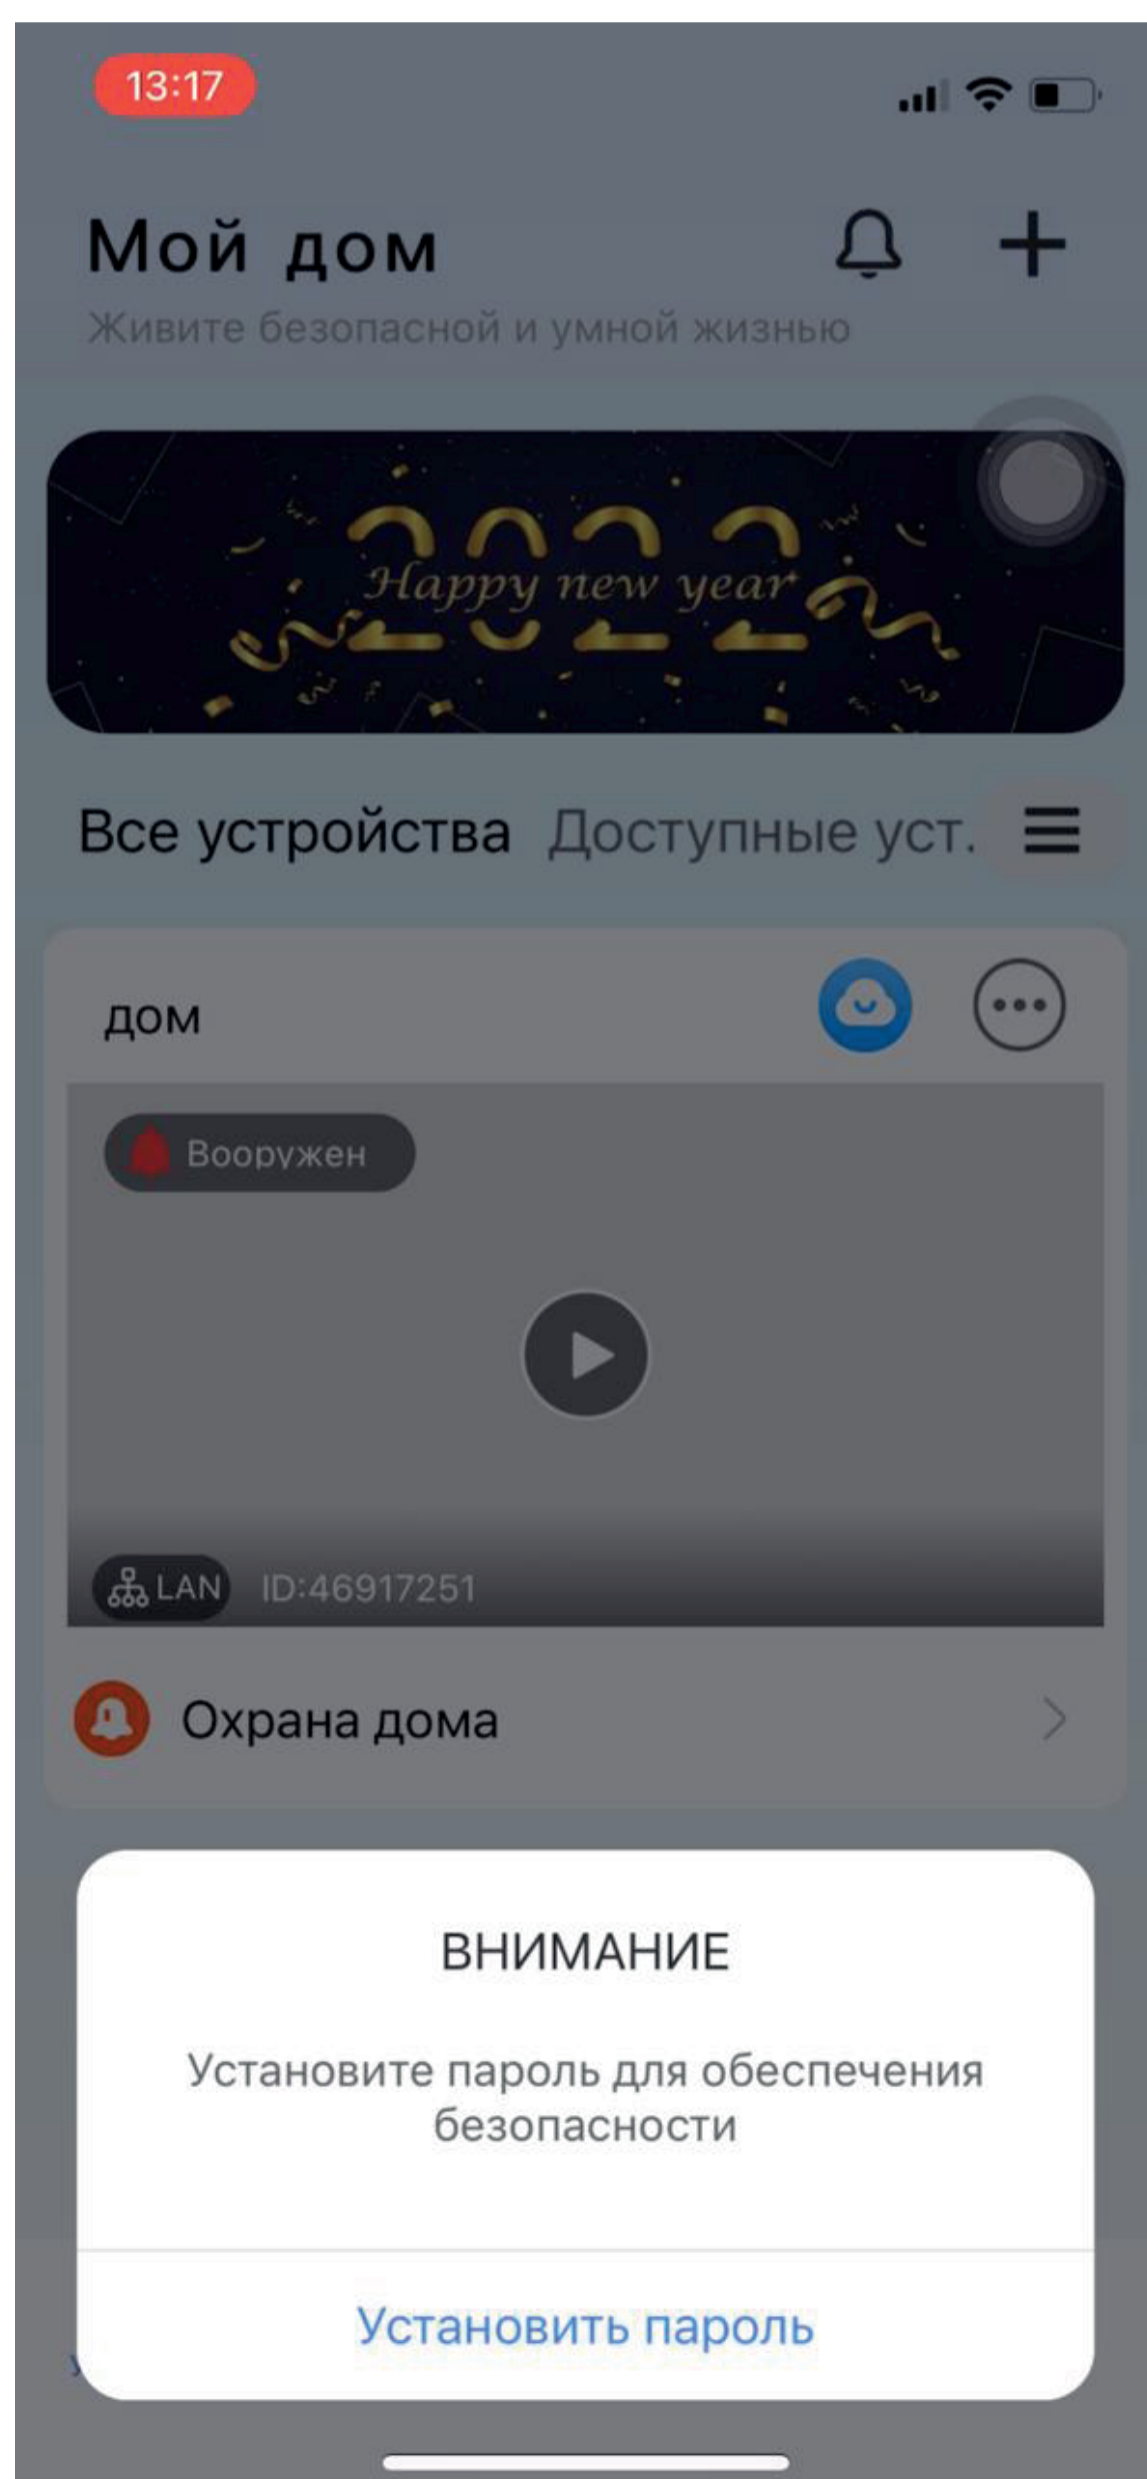 13:17
Мой дом
Живите безопасной и умной жизнью
2022
Happy new year
Все устройства Доступные уст.
дом
Вооружен
LAN ID:46917251
Охрана дома
ВНИМАНИЕ
Установите пароль для обеспечения
безопасности
Установить пароль